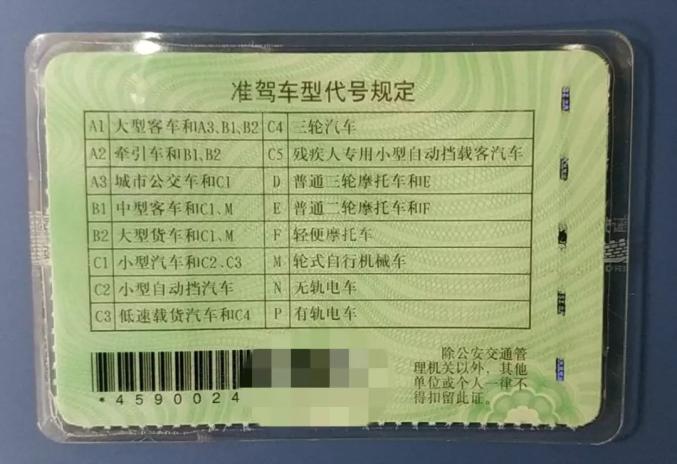 准驾车型代号规定
A1 大型客车和A3、B1、B2 C4 三轮汽车
A2 牵引车和B1、B2 C5 残疾人专用小型自动挡载客汽车
A3 城市公交车和C1 D 普通三轮摩托车和E
B1 中型客车和C1、M E 普通二轮摩托车和F
B2 大型货车和C1、M F 轻便摩托车
C1 小型汽车和C2、C3 M 轮式自行机械车
C2 小型自动挡汽车 N 无轨电车
C3 低速载货汽车和C4 P 有轨电车
*4590024
除公安交通管
理机关以外，其他
单位或个人一律不
得扣留此证。